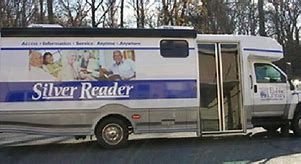 Access - Information - Service  Anytime - Anywhere
Silver Reader